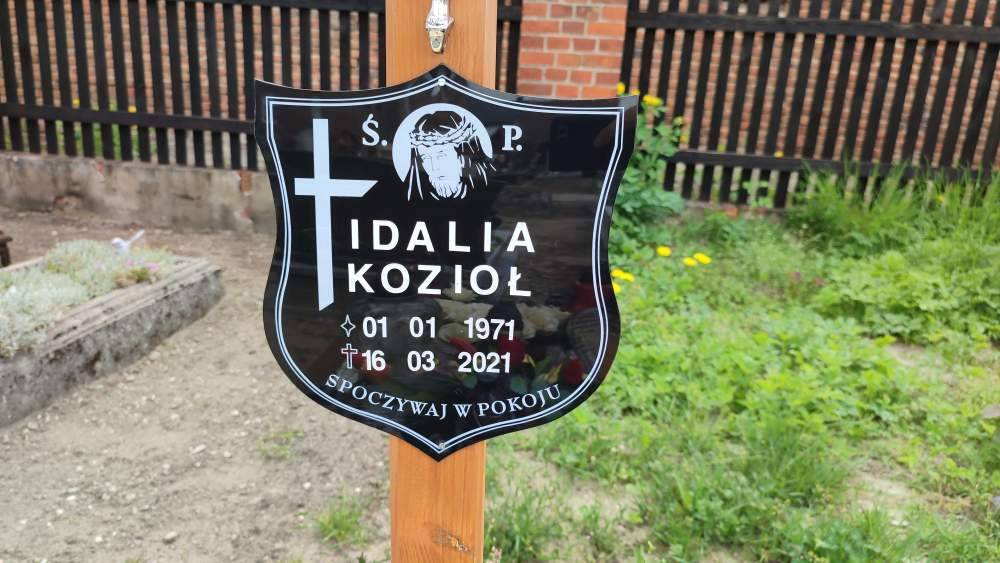 Ś. P.
IDALIA
KOZIOŁ
01 01 1971
16 03 2021
SPOCZYWAJ W POKOJU